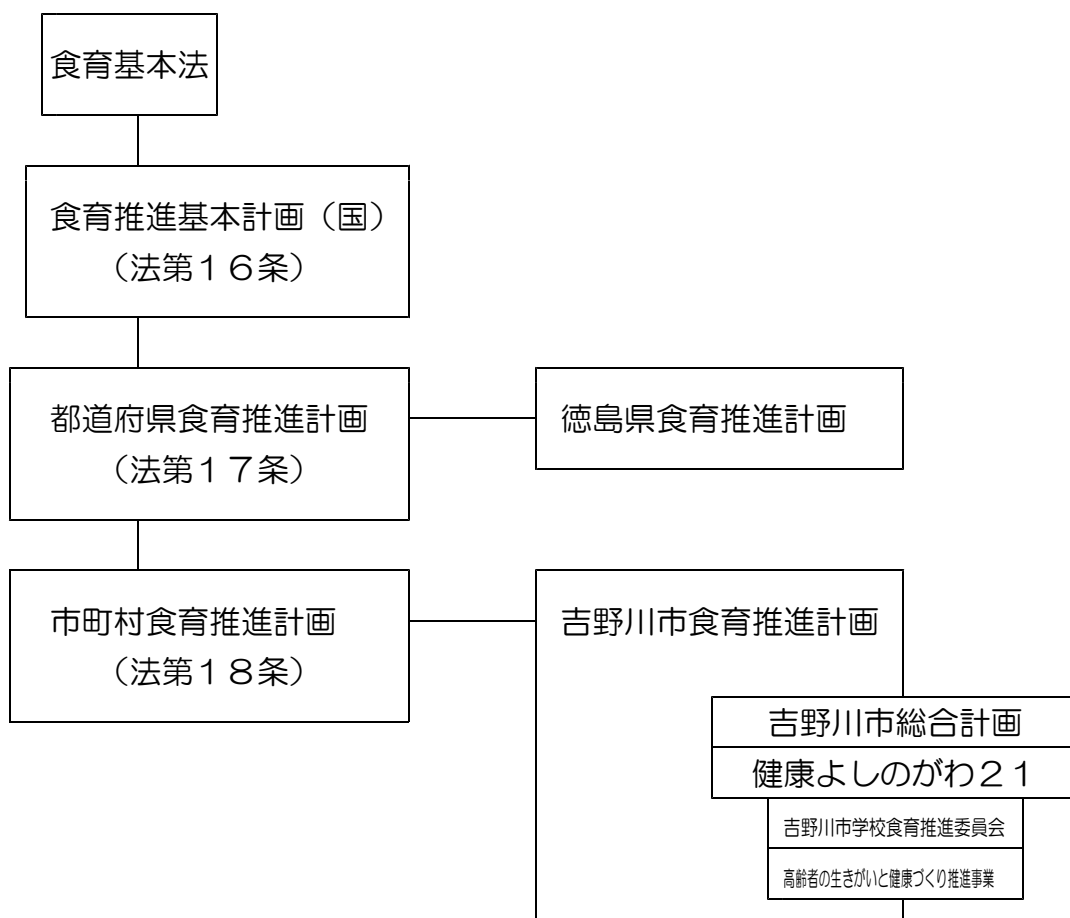 食育基本法
食育推進基本計画（国）
（法第１６条）
都道府県食育推進計画
（法第１７条）
徳島県食育推進計画
市町村食育推進計画
（法第１８条）
吉野川市食育推進計画
吉野川市総合計画
健康よしのがわ２１
吉野川市学校食育推進委員会
高齢者の生きがいと健康づくり推進事業